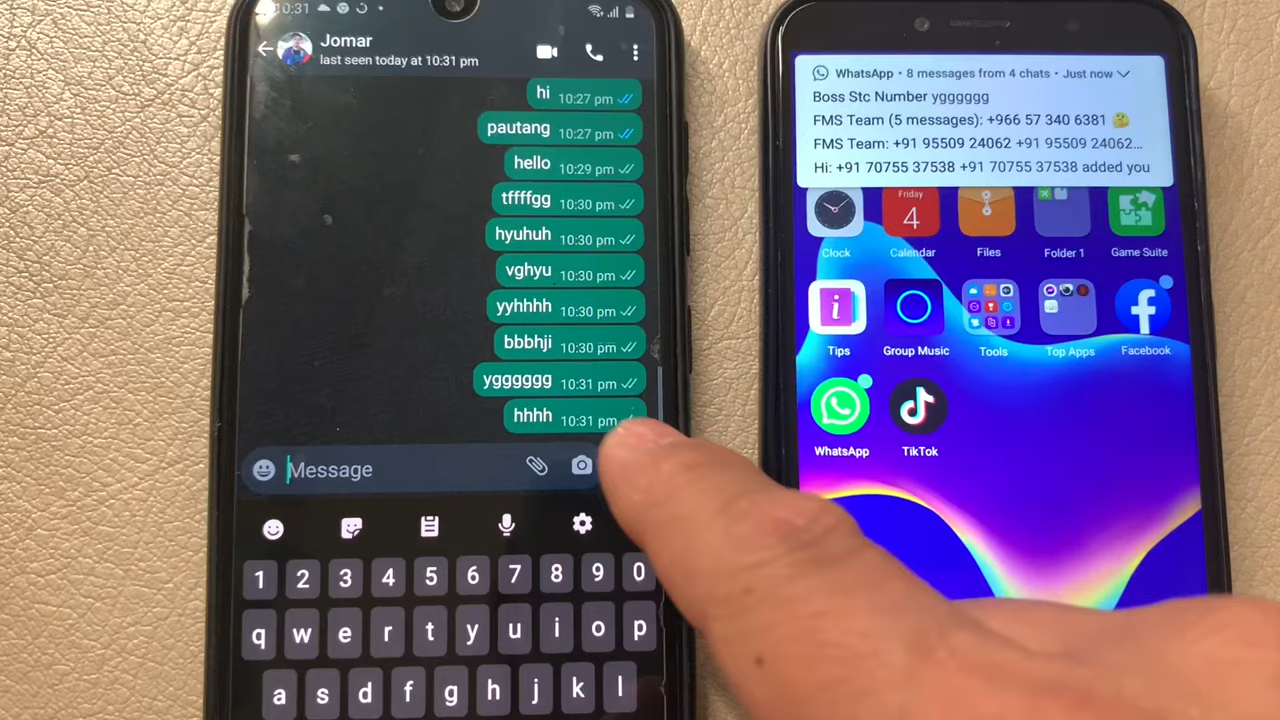 10:31
Jomar
last seen today at 10:31 pm
hi 10:27 pm
pautang 10:27 pm
hello 10:29 pm
tffffgg 10:30 pm
hyuhuh 10:30 pm
vghyu 10:30 pm
yyhhhh 10:30 pm
bbbhji 10:30 pm
ygggggg 10:31 pm
hhhh 10:31 pm
Message
1 2 3 4 5 6 7 8 9 0
q w e r t y u i o p
a s d f g h j k l
WhatsApp • 8 messages from 4 chats • Just now
Boss Stc Number ygggggg
FMS Team (5 messages): +966 57 340 6381 🤔
FMS Team: +91 95509 24062 +91 95509 24062...
Hi: +91 70755 37538 +91 70755 37538 added you
Friday
4
Clock Calendar Files Folder 1 Game Suite
Tips Group Music Tools Top Apps Facebook
WhatsApp TikTok